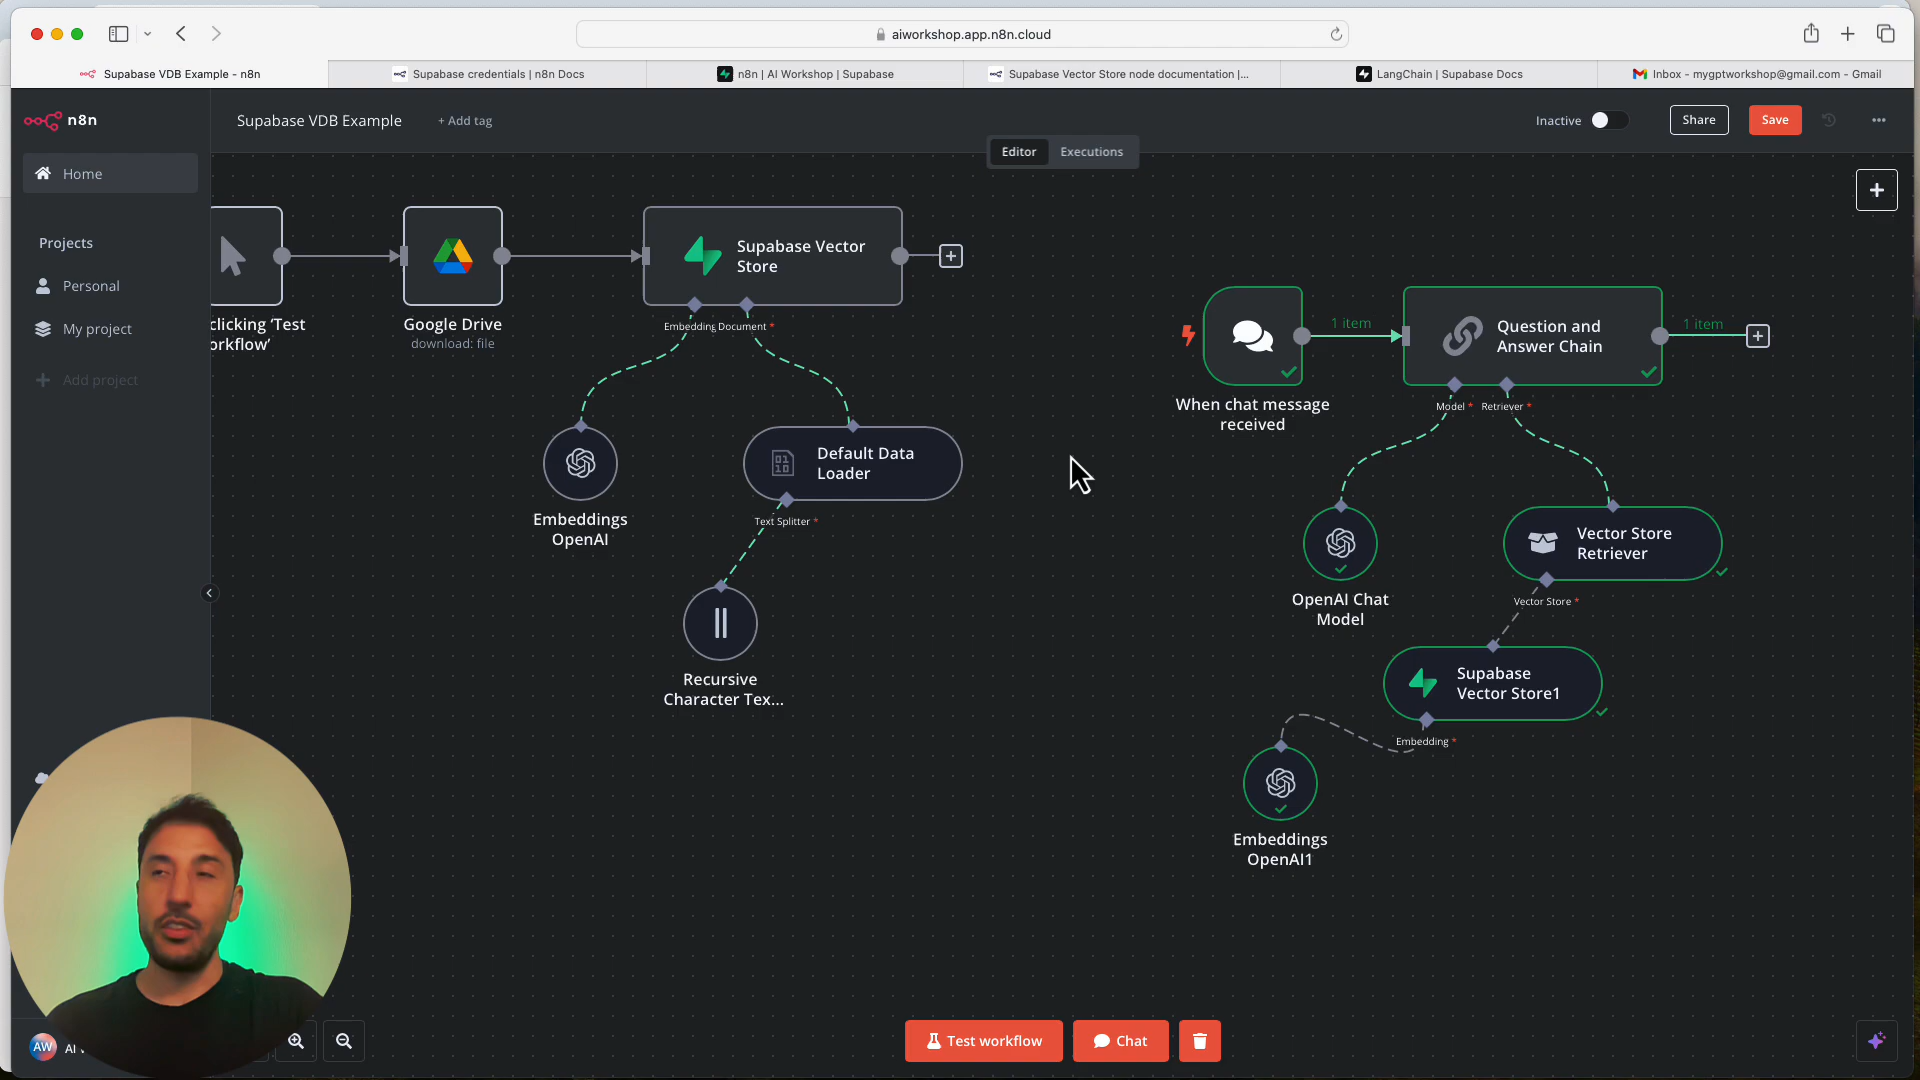 aiworkshop.app.n8n.cloud
Supabase VDB Example - n8n
Supabase credentials | n8n Docs
n8n | AI Workshop | Supabase
Supabase Vector Store node documentation |...
LangChain | Supabase Docs
Inbox - mygptworkshop@gmail.com - Gmail
n8n
Supabase VDB Example
+ Add tag
Inactive
Share
Save
Editor
Executions
Home
Projects
Personal
My project
Add project
clicking ‘Test
orkflow’
Google Drive
download: file
Supabase Vector
Store
Embedding
Document *
Embeddings
OpenAI
Default Data
Loader
Text Splitter *
Recursive
Character Tex...
When chat message
received
1 item
Question and
Answer Chain
1 item
Model *
Retriever *
OpenAI Chat
Model
Vector Store
Retriever
Vector Store *
Supabase
Vector Store1
Embedding *
Embeddings
OpenAI1
AW
Test workflow
Chat